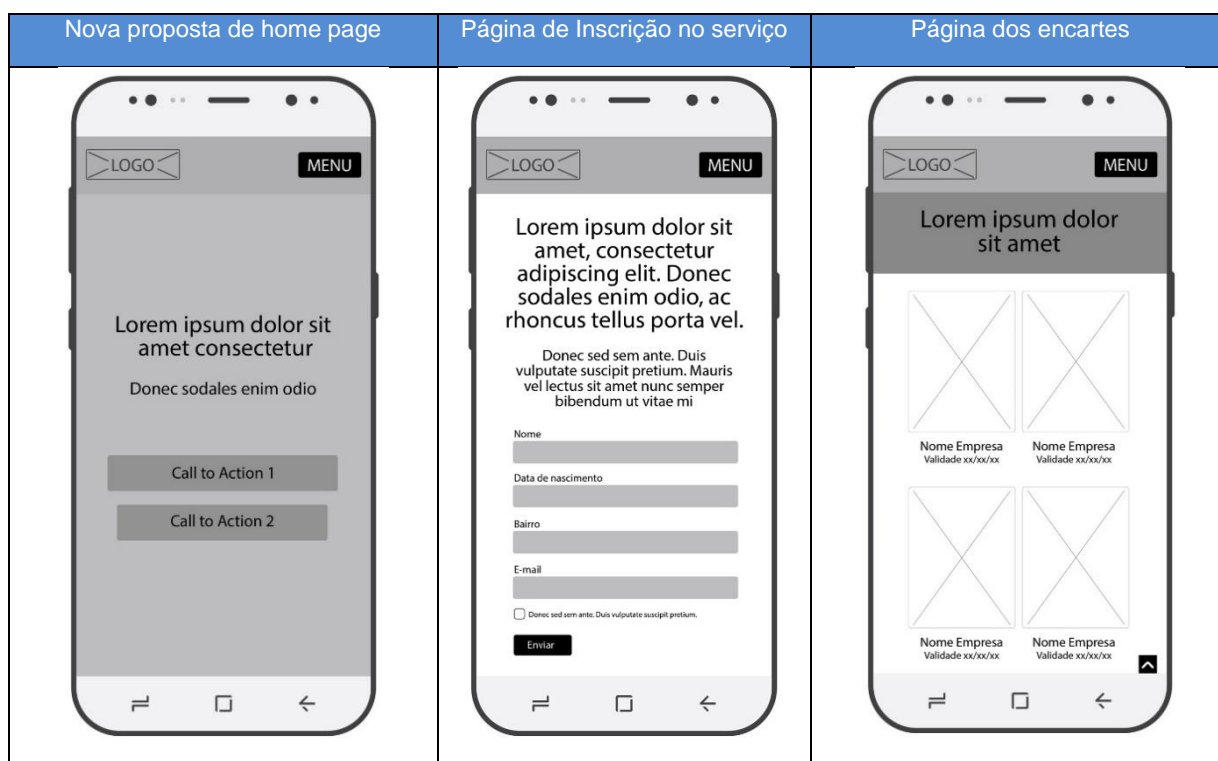 Nova proposta de home page
Página de Inscrição no serviço
Página dos encartes
LOGO
MENU
Lorem ipsum dolor sit
amet consectetur
Donec sodales enim odio
Call to Action 1
Call to Action 2
LOGO
MENU
Lorem ipsum dolor sit
amet, consectetur
adipiscing elit. Donec
sodales enim odio, ac
rhoncus tellus porta vel.
Donec sed sem ante. Duis
vulputate suscipit pretium. Mauris
vel lectus sit amet nunc semper
bibendum ut vitae mi
Nome
Data de nascimento
Bairro
E-mail
Donec sed sem ante. Duis vulputate suscipit pretium.
Enviar
LOGO
MENU
Lorem ipsum dolor
sit amet
Nome Empresa
Validade xx/xx/xx
Nome Empresa
Validade xx/xx/xx
Nome Empresa
Validade xx/xx/xx
Nome Empresa
Validade xx/xx/xx